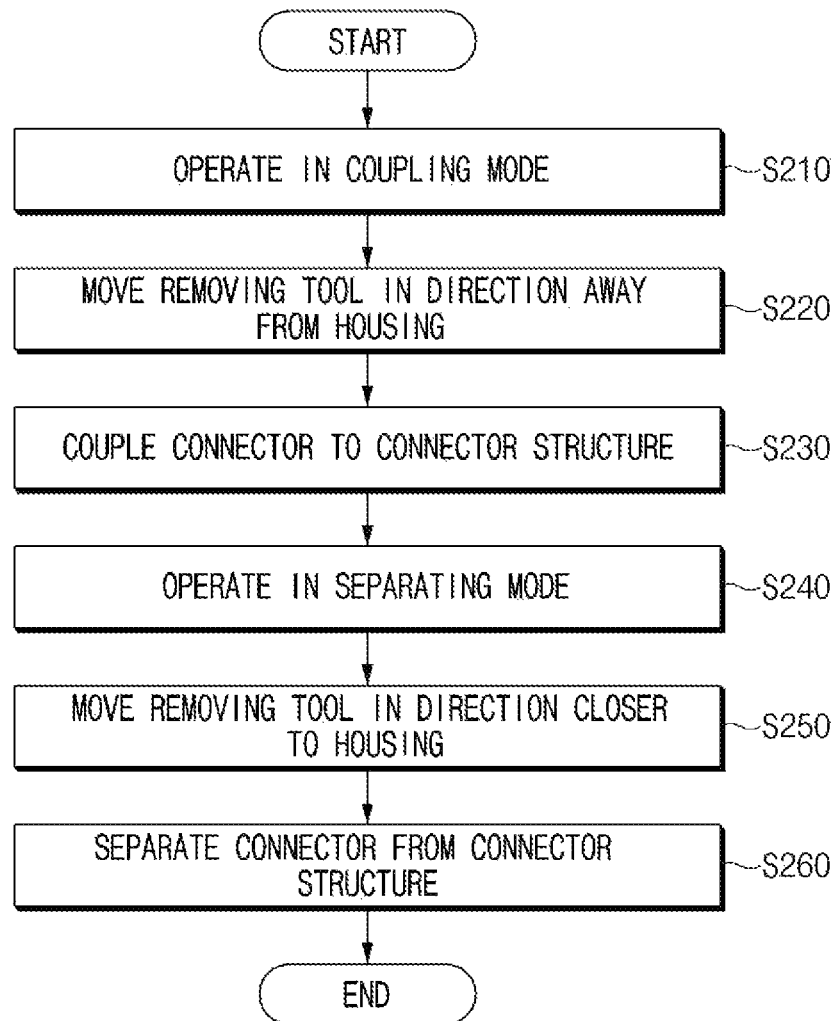 START
OPERATE IN COUPLING MODE
S210
MOVE REMOVING TOOL IN DIRECTION AWAY
FROM HOUSING
S220
COUPLE CONNECTOR TO CONNECTOR STRUCTURE
S230
OPERATE IN SEPARATING MODE
S240
MOVE REMOVING TOOL IN DIRECTION CLOSER
TO HOUSING
S250
SEPARATE CONNECTOR FROM CONNECTOR
STRUCTURE
S260
END